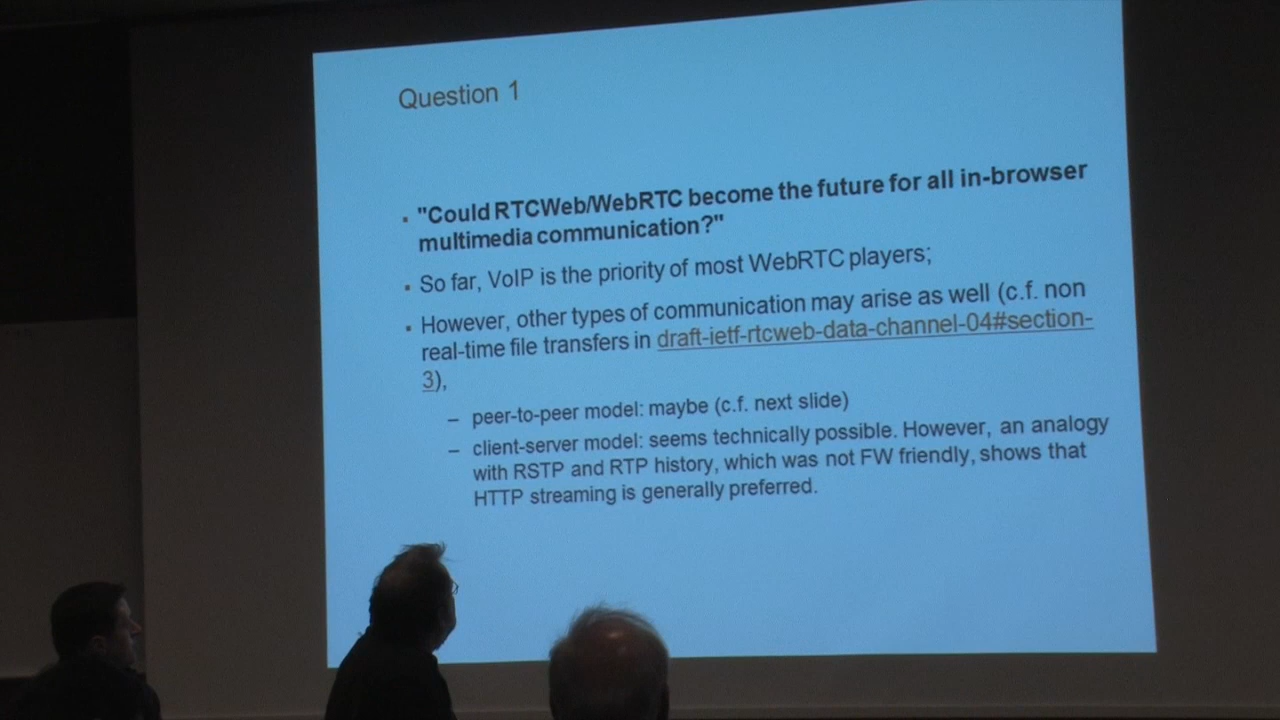 Question 1
▪ "Could RTCWeb/WebRTC become the future for all in-browser
multimedia communication?"
▪ So far, VoIP is the priority of most WebRTC players;
▪ However, other types of communication may arise as well (c.f. non
real-time file transfers in draft-ietf-rtcweb-data-channel-04#section-
3),
– peer-to-peer model: maybe (c.f. next slide)
– client-server model: seems technically possible. However, an analogy
with RSTP and RTP history, which was not FW friendly, shows that
HTTP streaming is generally preferred.